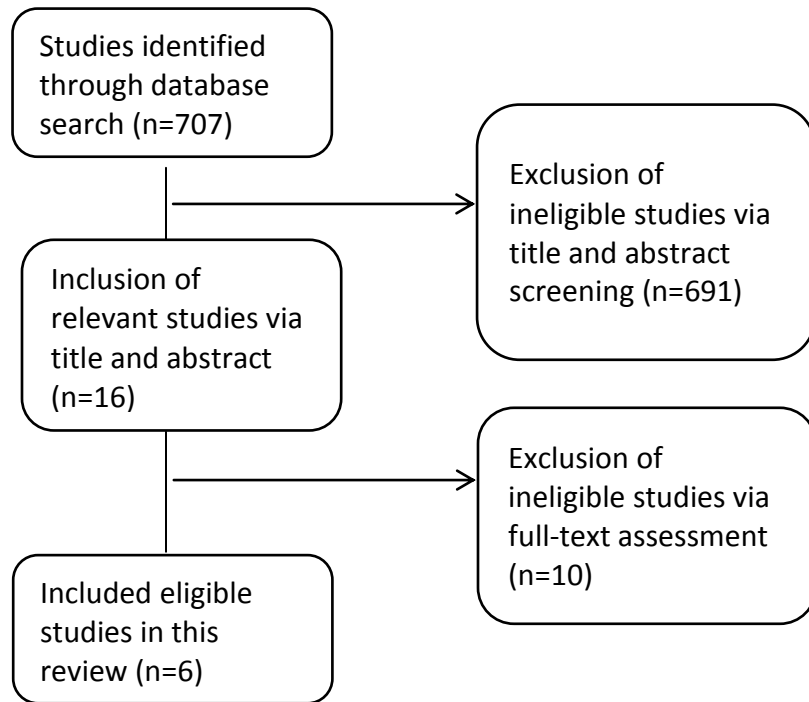 Studies identified
through database
search (n=707)
Exclusion of
ineligible studies via
title and abstract
screening (n=691)
Inclusion of
relevant studies via
title and abstract
(n=16)
Exclusion of
ineligible studies via
full-text assessment
(n=10)
Included eligible
studies in this
review (n=6)